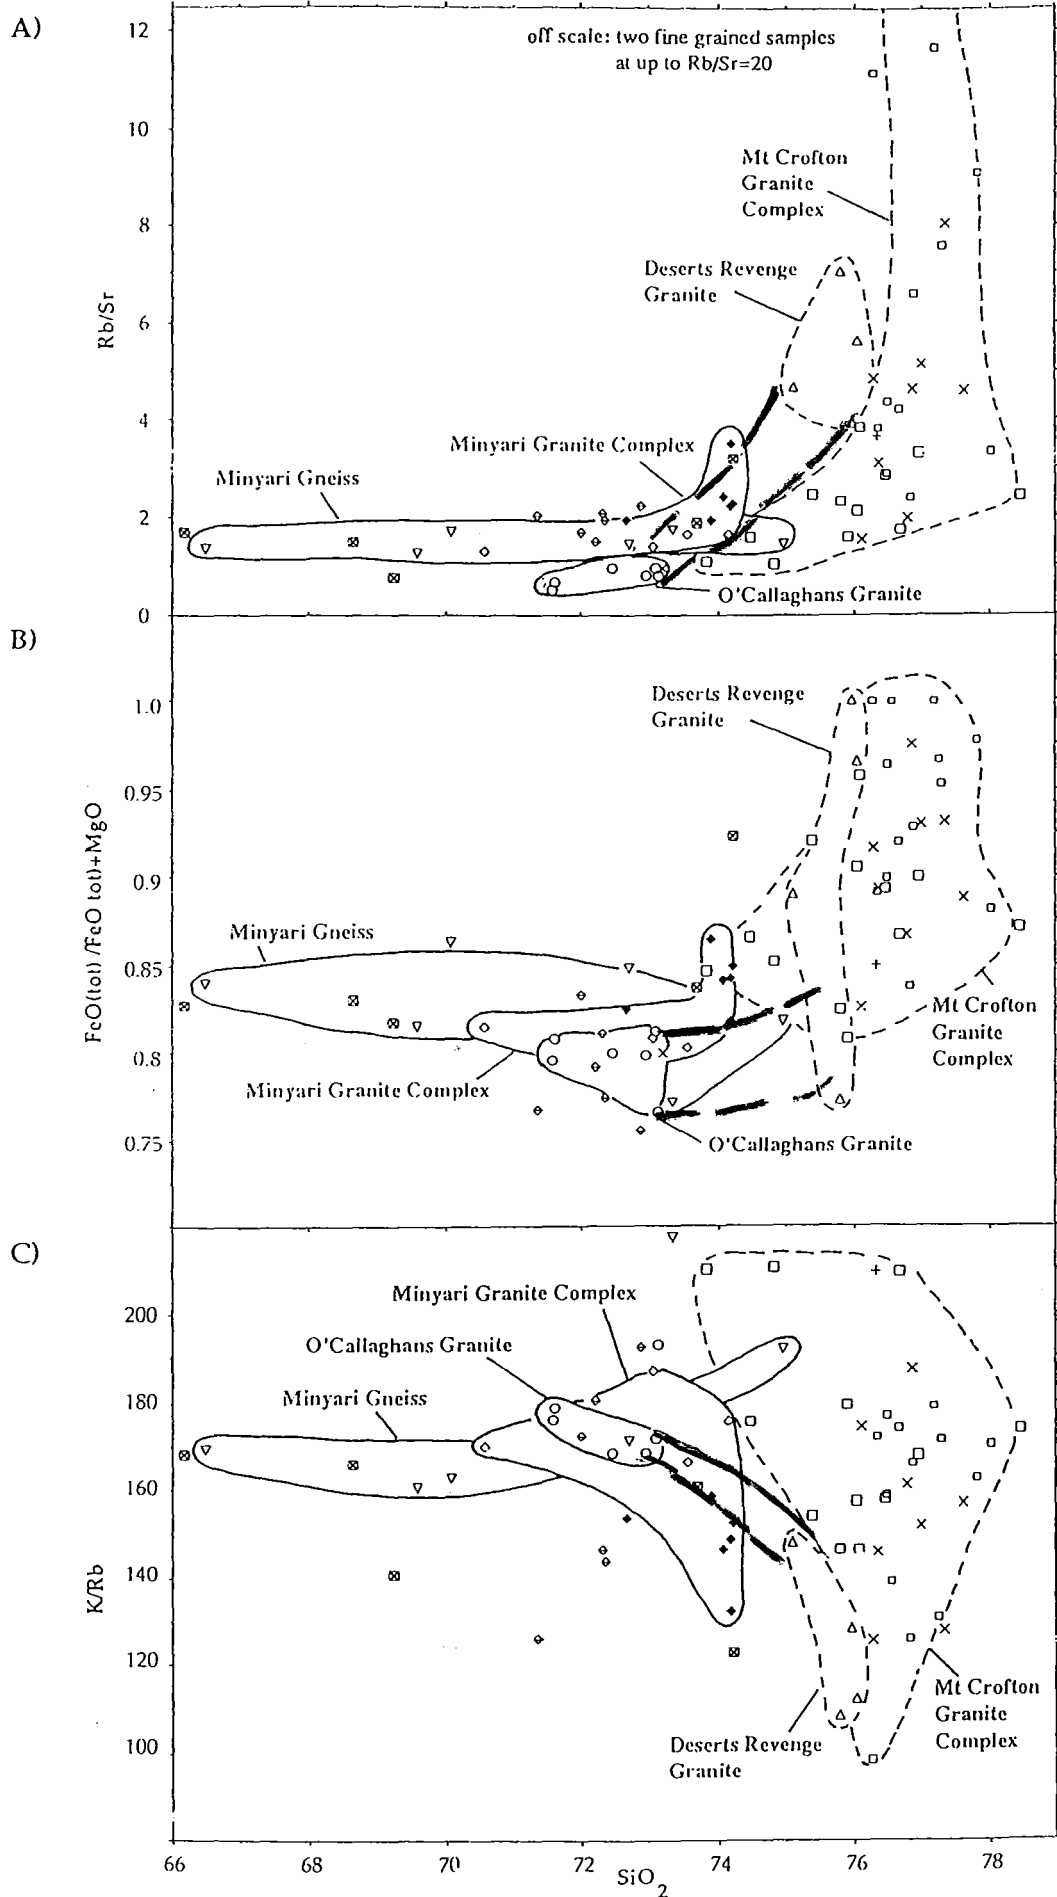 A)
12
10
8
6
4
2
0
Rb/Sr
off scale: two fine grained samples
at up to Rb/Sr=20
Mt Crofton
Granite
Complex
Deserts Revenge
Granite
Minyari Granite Complex
Minyari Gneiss
O'Callaghans Granite
B)
1.0
0.95
0.9
0.85
0.8
0.75
FeO(tot) /FeO tot)+MgO
Deserts Revenge
Granite
Minyari Gneiss
Minyari Granite Complex
Mt Crofton
Granite
Complex
O'Callaghans Granite
C)
200
180
160
140
120
100
K/Rb
Minyari Granite Complex
O'Callaghans Granite
Minyari Gneiss
Deserts Revenge
Granite
Mt Crofton
Granite
Complex
66 68 70 72 74 76 78
SiO2